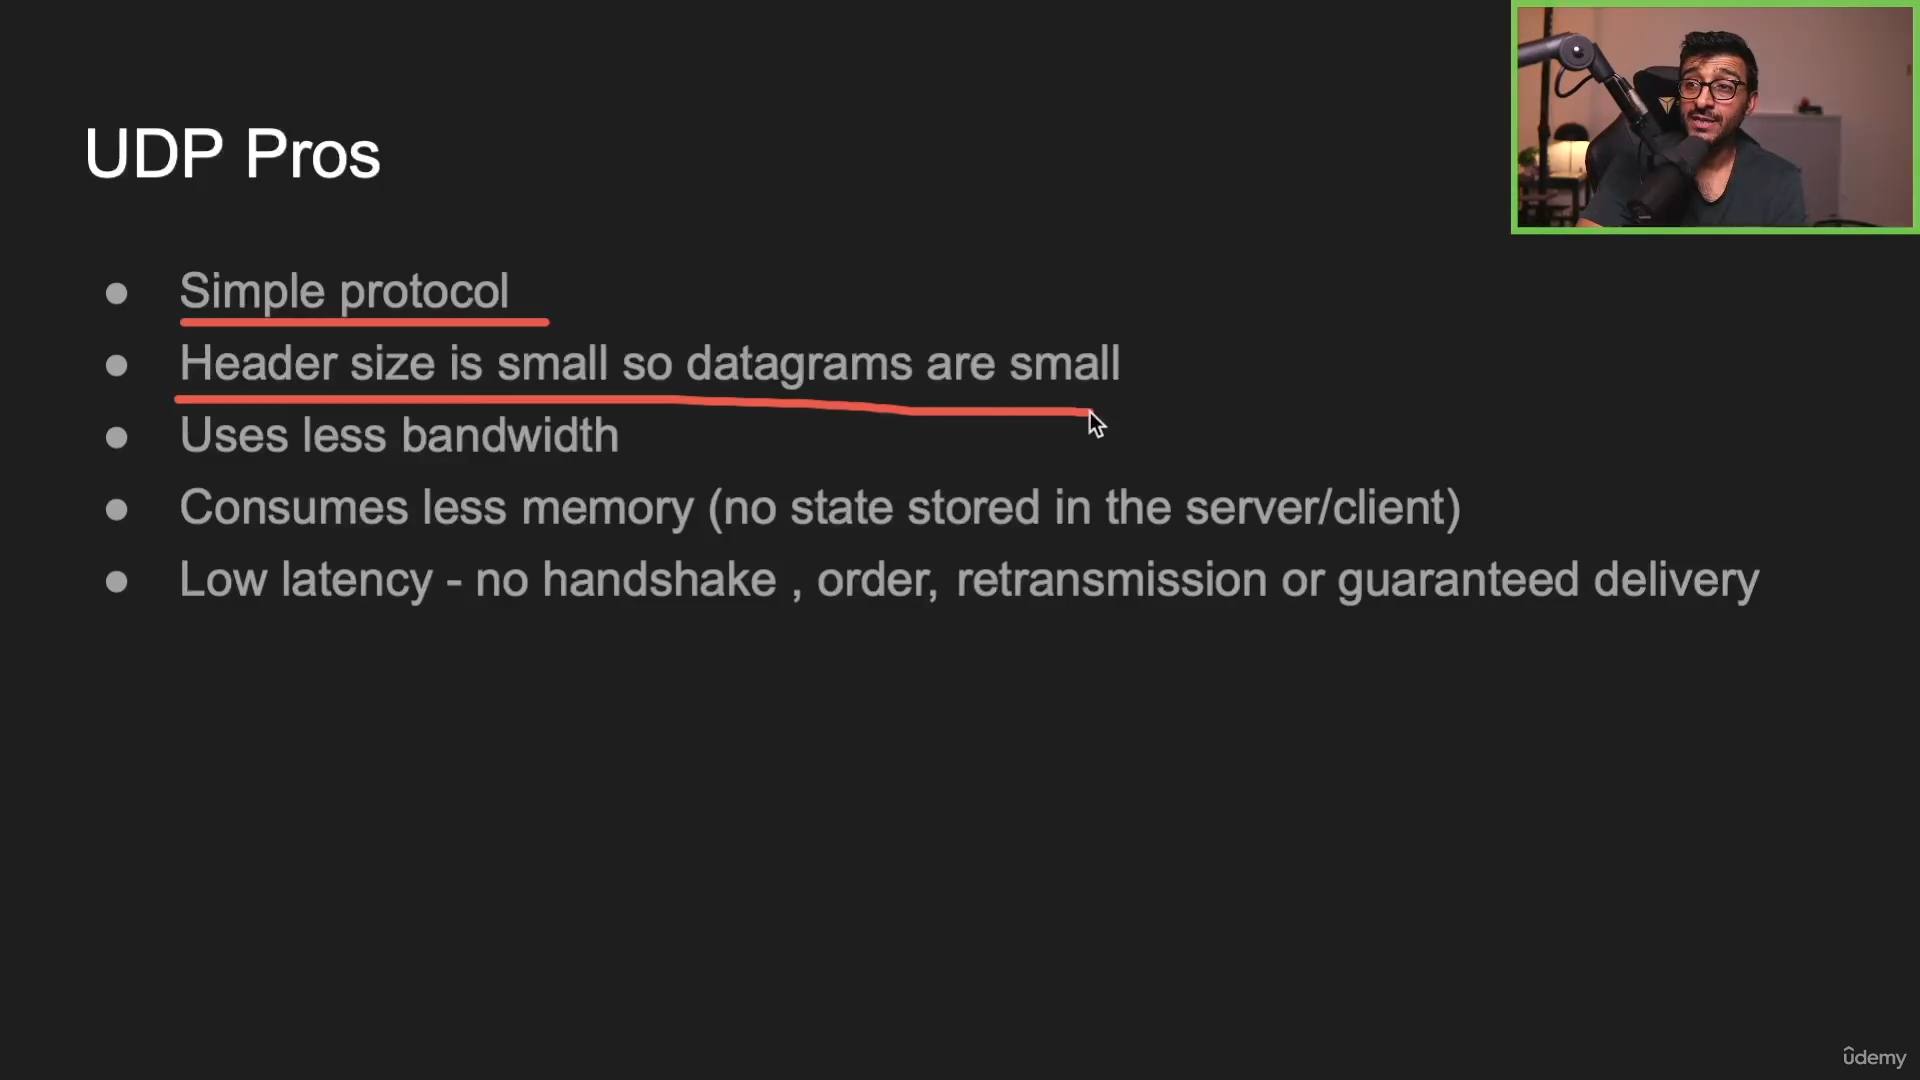 UDP Pros
● Simple protocol
● Header size is small so datagrams are small
● Uses less bandwidth
● Consumes less memory (no state stored in the server/client)
● Low latency - no handshake , order, retransmission or guaranteed delivery
ûdemy